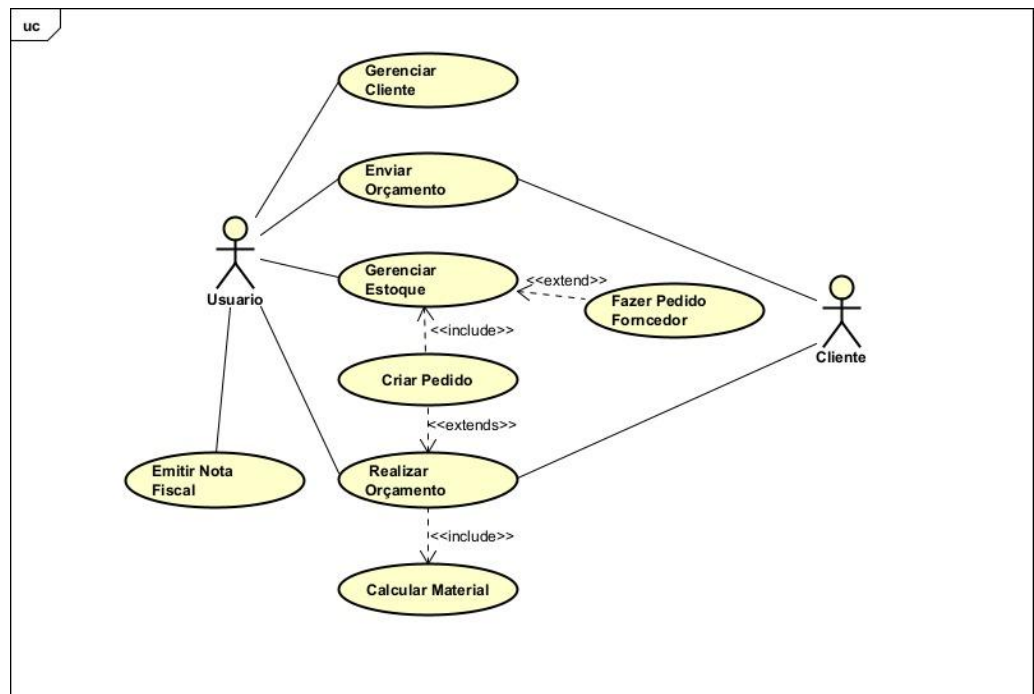 uc
Gerenciar
Cliente
Enviar
Orçamento
Usuario
Gerenciar
Estoque
<<extend>>
Fazer Pedido
Forncedor
Cliente
<<include>>
Criar Pedido
<<extends>>
Emitir Nota
Fiscal
Realizar
Orçamento
<<include>>
Calcular Material